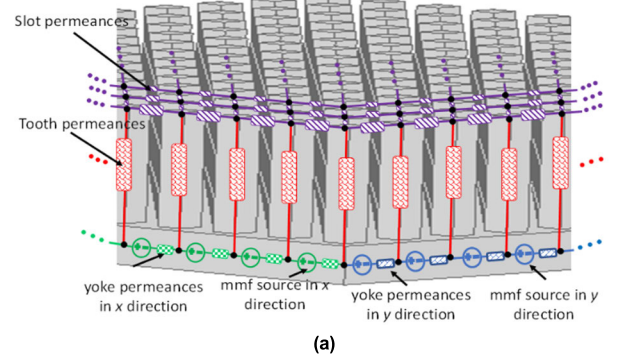 Slot permeances
Tooth permeances
yoke permeances
in x direction
mmf source in x
direction
yoke permeances
in y direction
mmf source in y
direction
(a)